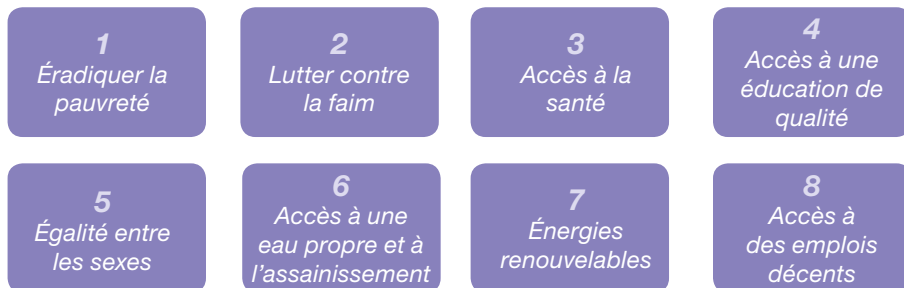 1
Éradiquer la
pauvreté
2
Lutter contre
la faim
3
Accès à la
santé
4
Accès à une
éducation de
qualité
5
Égalité entre
les sexes
6
Accès à une
eau propre et à
l’assainissement
7
Énergies
renouvelables
8
Accès à
des emplois
décents